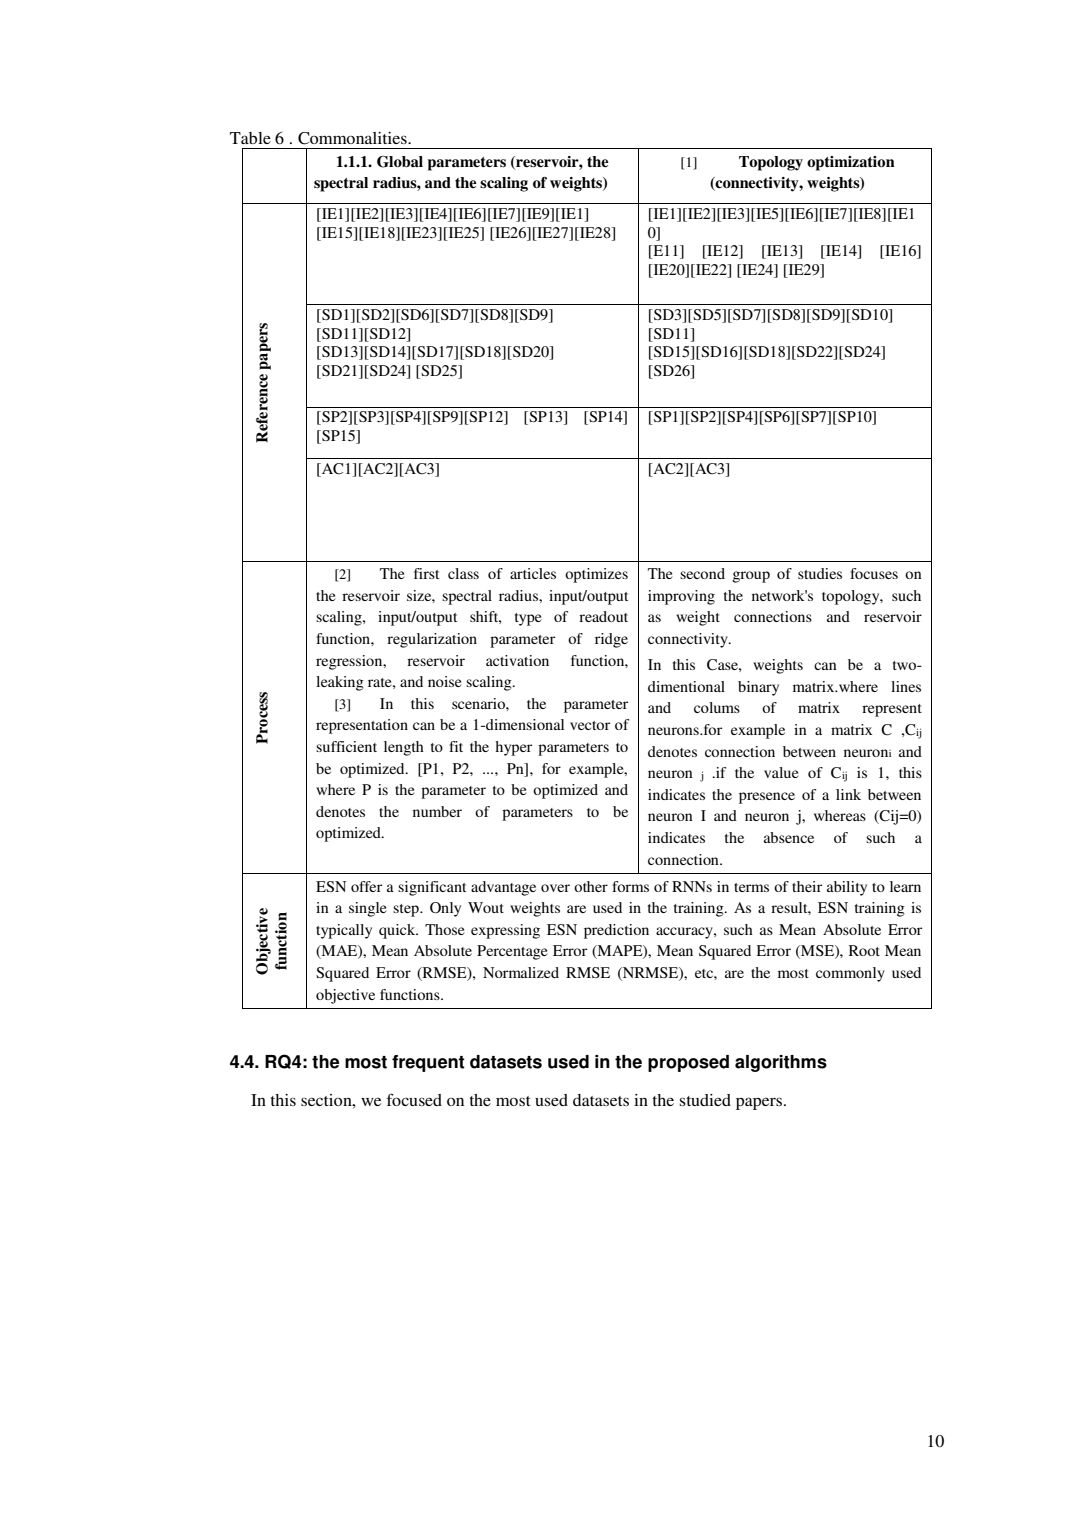 Table 6 . Commonalities.
1.1.1. Global parameters (reservoir, the
spectral radius, and the scaling of weights)
[1] Topology optimization
(connectivity, weights)
Reference papers
[IE1][IE2][IE3][IE4][IE6][IE7][IE9][IE1]
[IE15][IE18][IE23][IE25] [IE26][IE27][IE28]
[IE1][IE2][IE3][IE5][IE6][IE7][IE8][IE1
0]
[E11] [IE12] [IE13] [IE14] [IE16]
[IE20][IE22] [IE24] [IE29]
[SD1][SD2][SD6][SD7][SD8][SD9]
[SD11][SD12]
[SD13][SD14][SD17][SD18][SD20]
[SD21][SD24] [SD25]
[SD3][SD5][SD7][SD8][SD9][SD10]
[SD11]
[SD15][SD16][SD18][SD22][SD24]
[SD26]
[SP2][SP3][SP4][SP9][SP12] [SP13] [SP14]
[SP15]
[SP1][SP2][SP4][SP6][SP7][SP10]
[AC1][AC2][AC3]
[AC2][AC3]
Process
[2] The first class of articles optimizes
the reservoir size, spectral radius, input/output
scaling, input/output shift, type of readout
function, regularization parameter of ridge
regression, reservoir activation function,
leaking rate, and noise scaling.
[3] In this scenario, the parameter
representation can be a 1-dimensional vector of
sufficient length to fit the hyper parameters to
be optimized. [P1, P2, ..., Pn], for example,
where P is the parameter to be optimized and
denotes the number of parameters to be
optimized.
The second group of studies focuses on
improving the network's topology, such
as weight connections and reservoir
connectivity.
In this Case, weights can be a two-
dimentional binary matrix.where lines
and colums of matrix represent
neurons.for example in a matrix C ,Cij
denotes connection between neuroni and
neuron j .if the value of Cij is 1, this
indicates the presence of a link between
neuron I and neuron j, whereas (Cij=0)
indicates the absence of such a
connection.
Objective
function
ESN offer a significant advantage over other forms of RNNs in terms of their ability to learn
in a single step. Only Wout weights are used in the training. As a result, ESN training is
typically quick. Those expressing ESN prediction accuracy, such as Mean Absolute Error
(MAE), Mean Absolute Percentage Error (MAPE), Mean Squared Error (MSE), Root Mean
Squared Error (RMSE), Normalized RMSE (NRMSE), etc, are the most commonly used
objective functions.
4.4. RQ4: the most frequent datasets used in the proposed algorithms
In this section, we focused on the most used datasets in the studied papers.
10